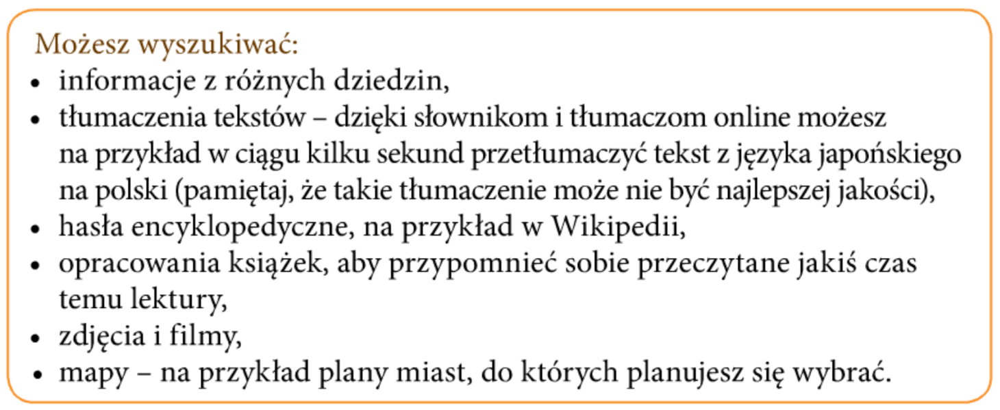 Możesz wyszukiwać:
• informacje z różnych dziedzin,
• tłumaczenia tekstów – dzięki słownikom i tłumaczom online możesz
na przykład w ciągu kilku sekund przetłumaczyć tekst z języka japońskiego
na polski (pamiętaj, że takie tłumaczenie może nie być najlepszej jakości),
• hasła encyklopedyczne, na przykład w Wikipedii,
• opracowania książek, aby przypomnieć sobie przeczytane jakiś czas
temu lektury,
• zdjęcia i filmy,
• mapy – na przykład plany miast, do których planujesz się wybrać.